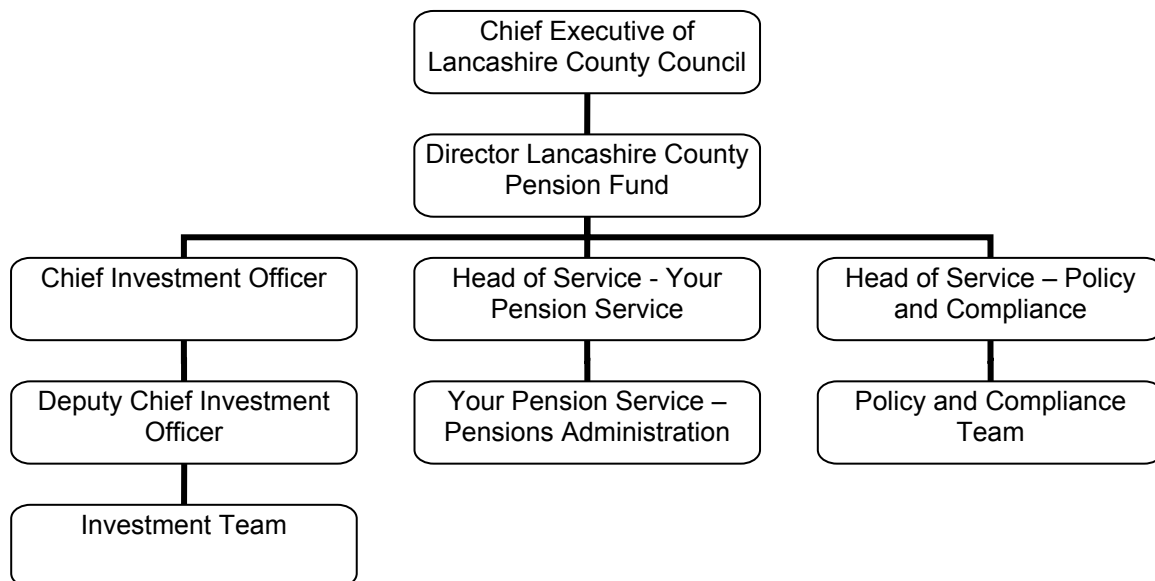 Chief Executive of
Lancashire County Council
Director Lancashire County
Pension Fund
Chief Investment Officer
Head of Service - Your
Pension Service
Head of Service – Policy
and Compliance
Deputy Chief Investment
Officer
Your Pension Service –
Pensions Administration
Policy and Compliance
Team
Investment Team